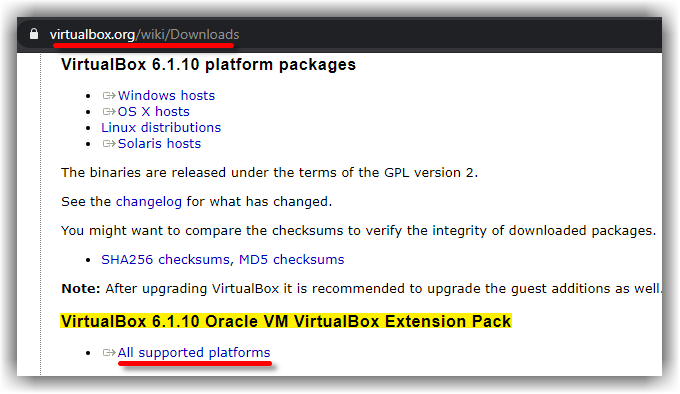 virtualbox.org/wiki/Downloads
VirtualBox 6.1.10 platform packages
Windows hosts
OS X hosts
Linux distributions
Solaris hosts
The binaries are released under the terms of the GPL version 2.
See the changelog for what has changed.
You might want to compare the checksums to verify the integrity of downloaded packages.
SHA256 checksums, MD5 checksums
Note: After upgrading VirtualBox it is recommended to upgrade the guest additions as well.
VirtualBox 6.1.10 Oracle VM VirtualBox Extension Pack
All supported platforms